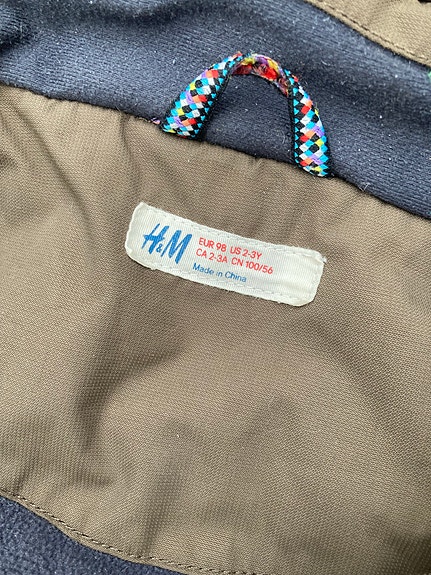 H&M
EUR 98 US 2-3Y
CA 2-3A CN 100/56
Made in China